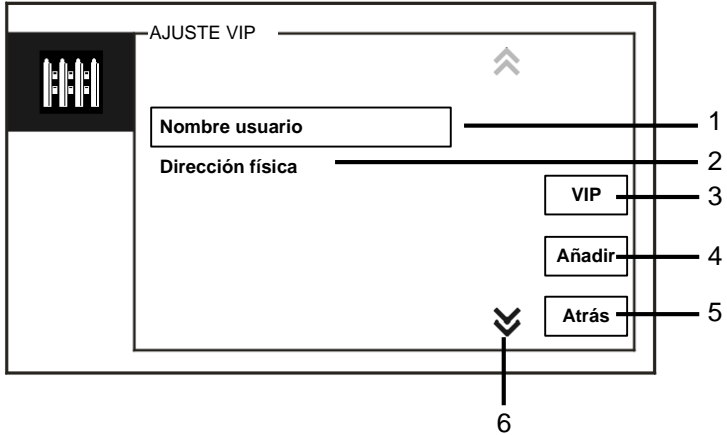 AJUSTE VIP
Nombre usuario
1
Dirección física
2
VIP
3
Añadir
4
Atrás
5
6